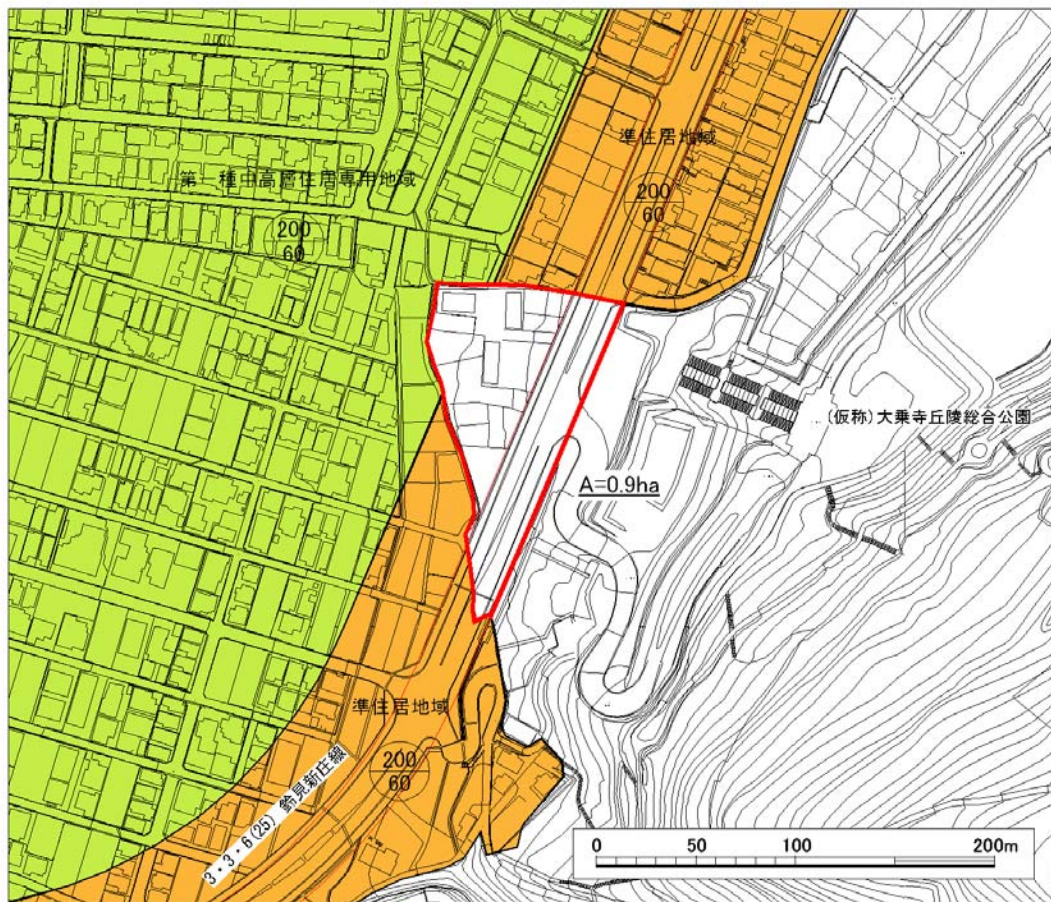 準住居地域
200
60
第一種中高層住居専用地域
200
60
(仮称)大乗寺丘陵総合公園
A=0.9ha
準住居地域
200
60
3・3・6(25) 鈴見新庄線
0 50 100 200m